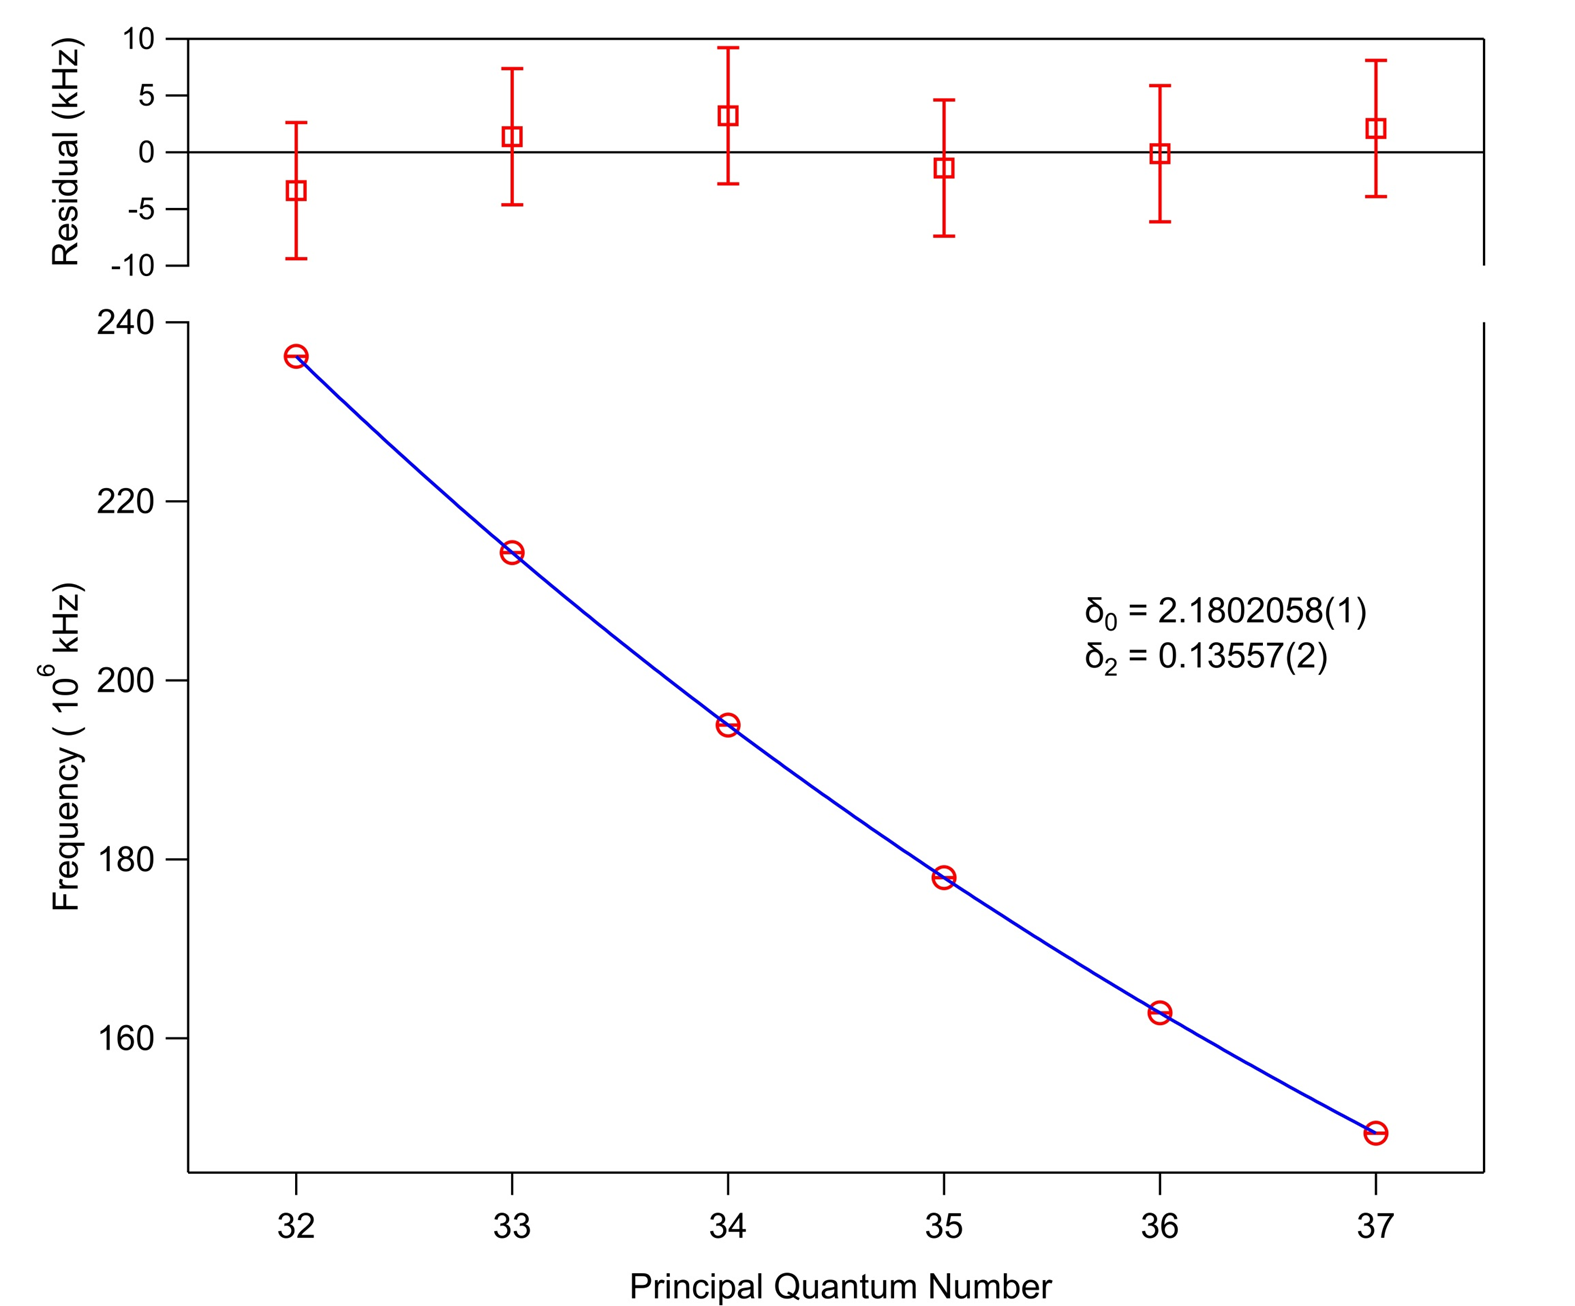 Residual (kHz)
10
5
0
-5
-10
Frequency ( 10⁶ kHz)
240
220
200
180
160
δ₀ = 2.1802058(1)
δ₂ = 0.13557(2)
32 33 34 35 36 37
Principal Quantum Number